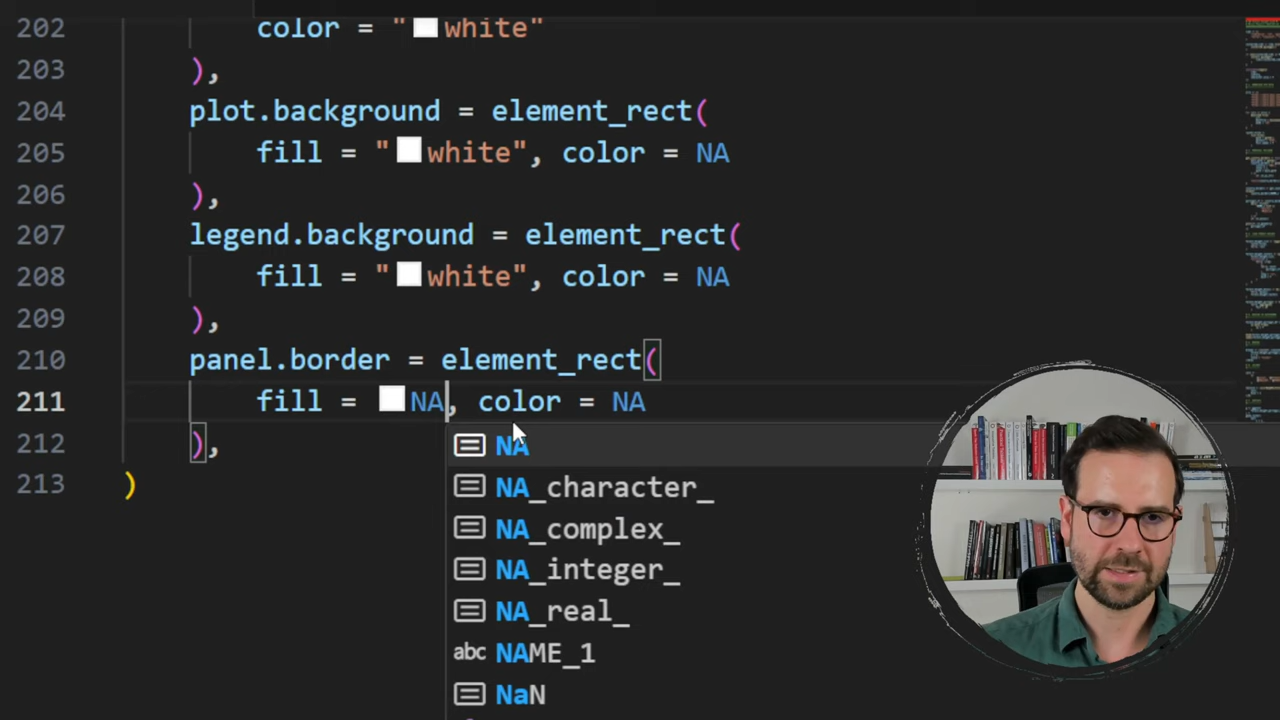 202 color = "white"
203 ),
204 plot.background = element_rect(
205 fill = "white", color = NA
206 ),
207 legend.background = element_rect(
208 fill = "white", color = NA
209 ),
210 panel.border = element_rect(
211 fill = NA, color = NA
212 ),
NA
NA_character_
NA_complex_
NA_integer_
NA_real_
abc NAME_1
NaN
213 )